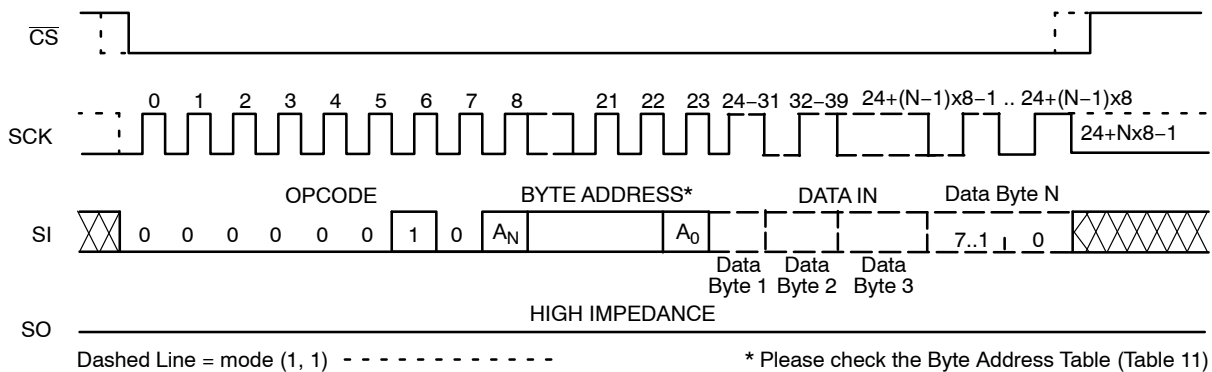 CS
0 1 2 3 4 5 6 7 8 21 22 23 24−31 32−39 24+(N−1)x8−1 .. 24+(N−1)x8
SCK
24+Nx8−1
OPCODE BYTE ADDRESS* DATA IN Data Byte N
SI
0 0 0 0 0 0 1 0 AN A0 7..1 0
Data Byte 1
Data Byte 2
Data Byte 3
HIGH IMPEDANCE
SO
Dashed Line = mode (1, 1)
* Please check the Byte Address Table (Table 11)